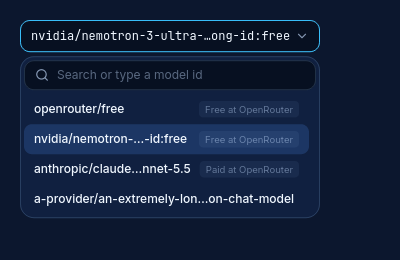 nvidia/nemotron-3-ultra-…ong-id:free
Search or type a model id
openrouter/free Free at OpenRouter
nvidia/nemotron-...-id:free Free at OpenRouter
anthropic/claude...nnet-5.5 Paid at OpenRouter
a-provider/an-extremely-lon...on-chat-model